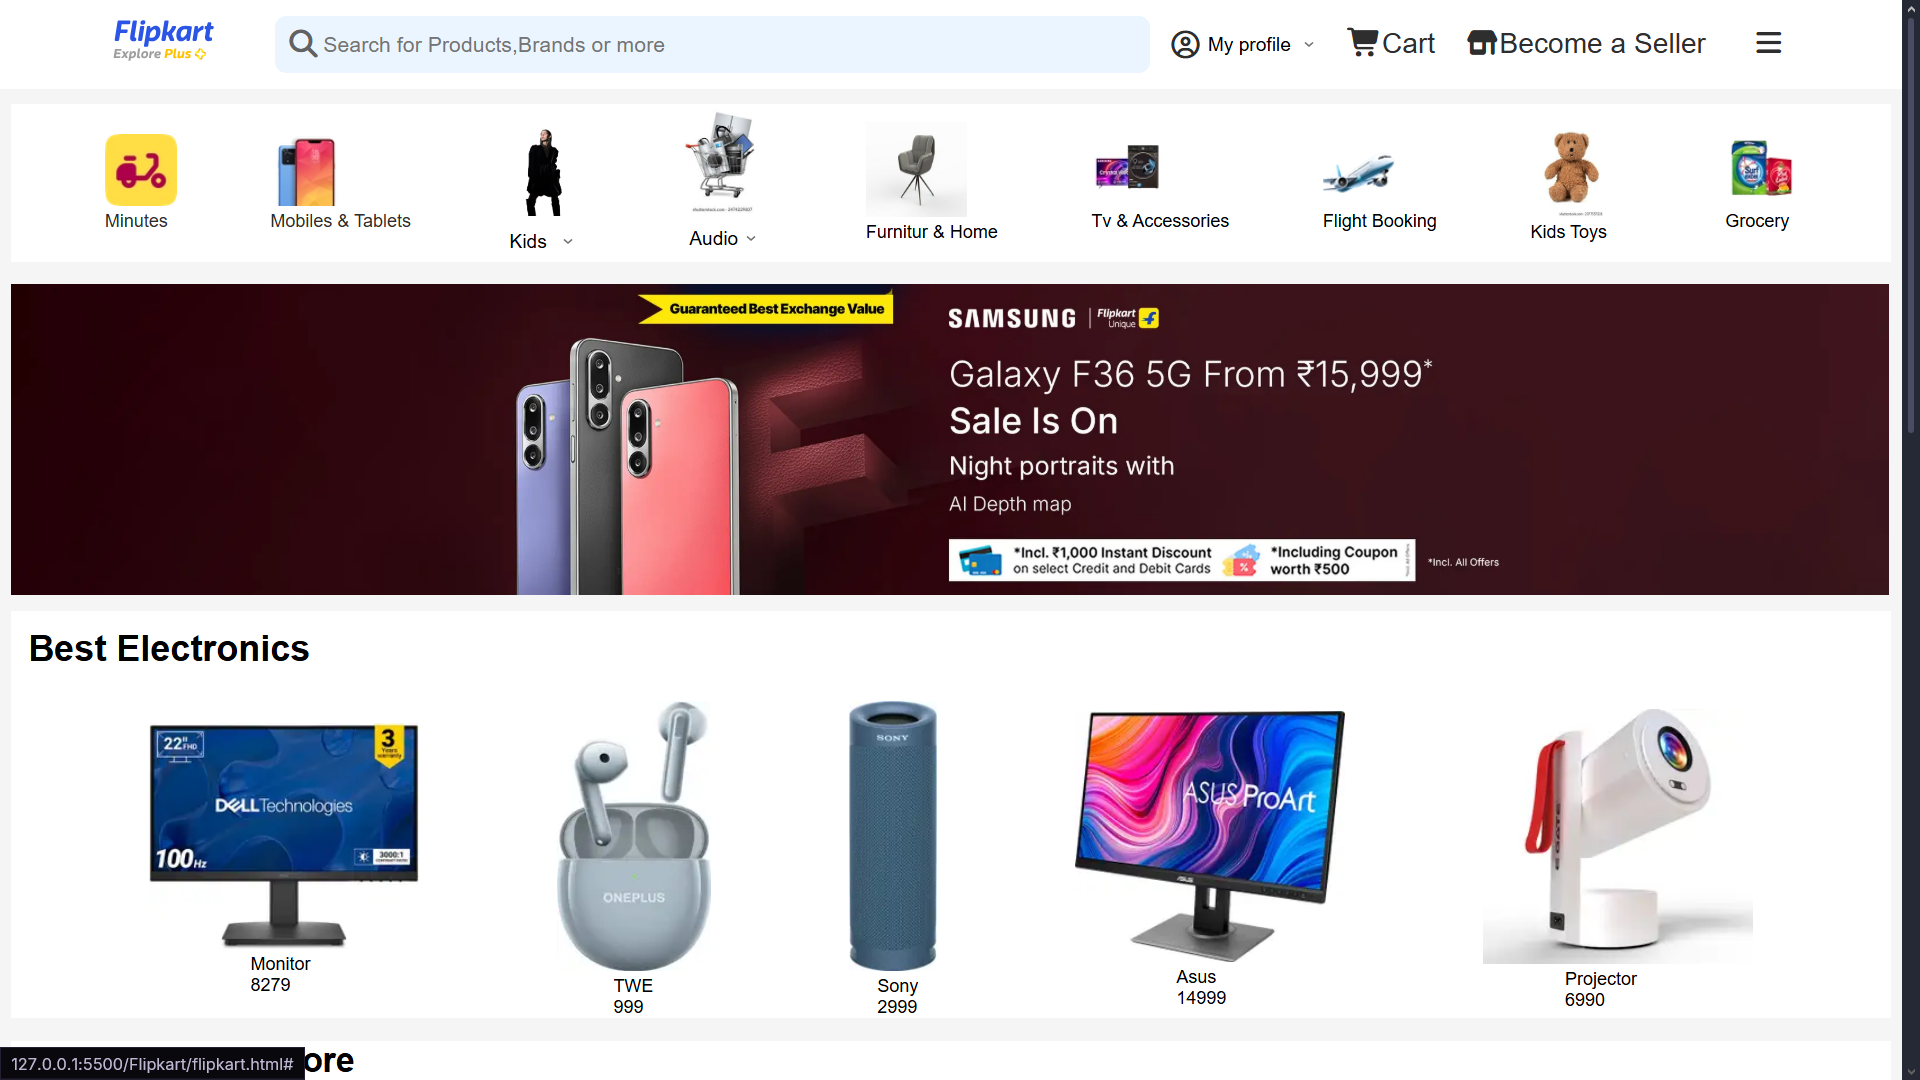 Flipkart
Explore Plus
Search for Products,Brands or more
My profile
Cart
Become a Seller
Minutes
Mobiles & Tablets
Kids
Audio
Furnitur & Home
Tv & Accessories
Flight Booking
Kids Toys
Grocery
Guaranteed Best Exchange Value
SAMSUNG
Flipkart
Unique
Galaxy F36 5G From ₹15,999*
Sale Is On
Night portraits with
AI Depth map
*Incl. ₹1,000 Instant Discount
on select Credit and Debit Cards
*Including Coupon
worth ₹500
*Incl. All Offers
Best Electronics
22" FHD
3
Years
warranty
DELLTechnologies
100Hz
3000:1
Monitor
8279
ONEPLUS
TWE
999
SONY
Sony
2999
ASUS ProArt
ASUS
Asus
14999
EGATE
Projector
6990
ore
127.0.0.1:5500/Flipkart/flipkart.html#